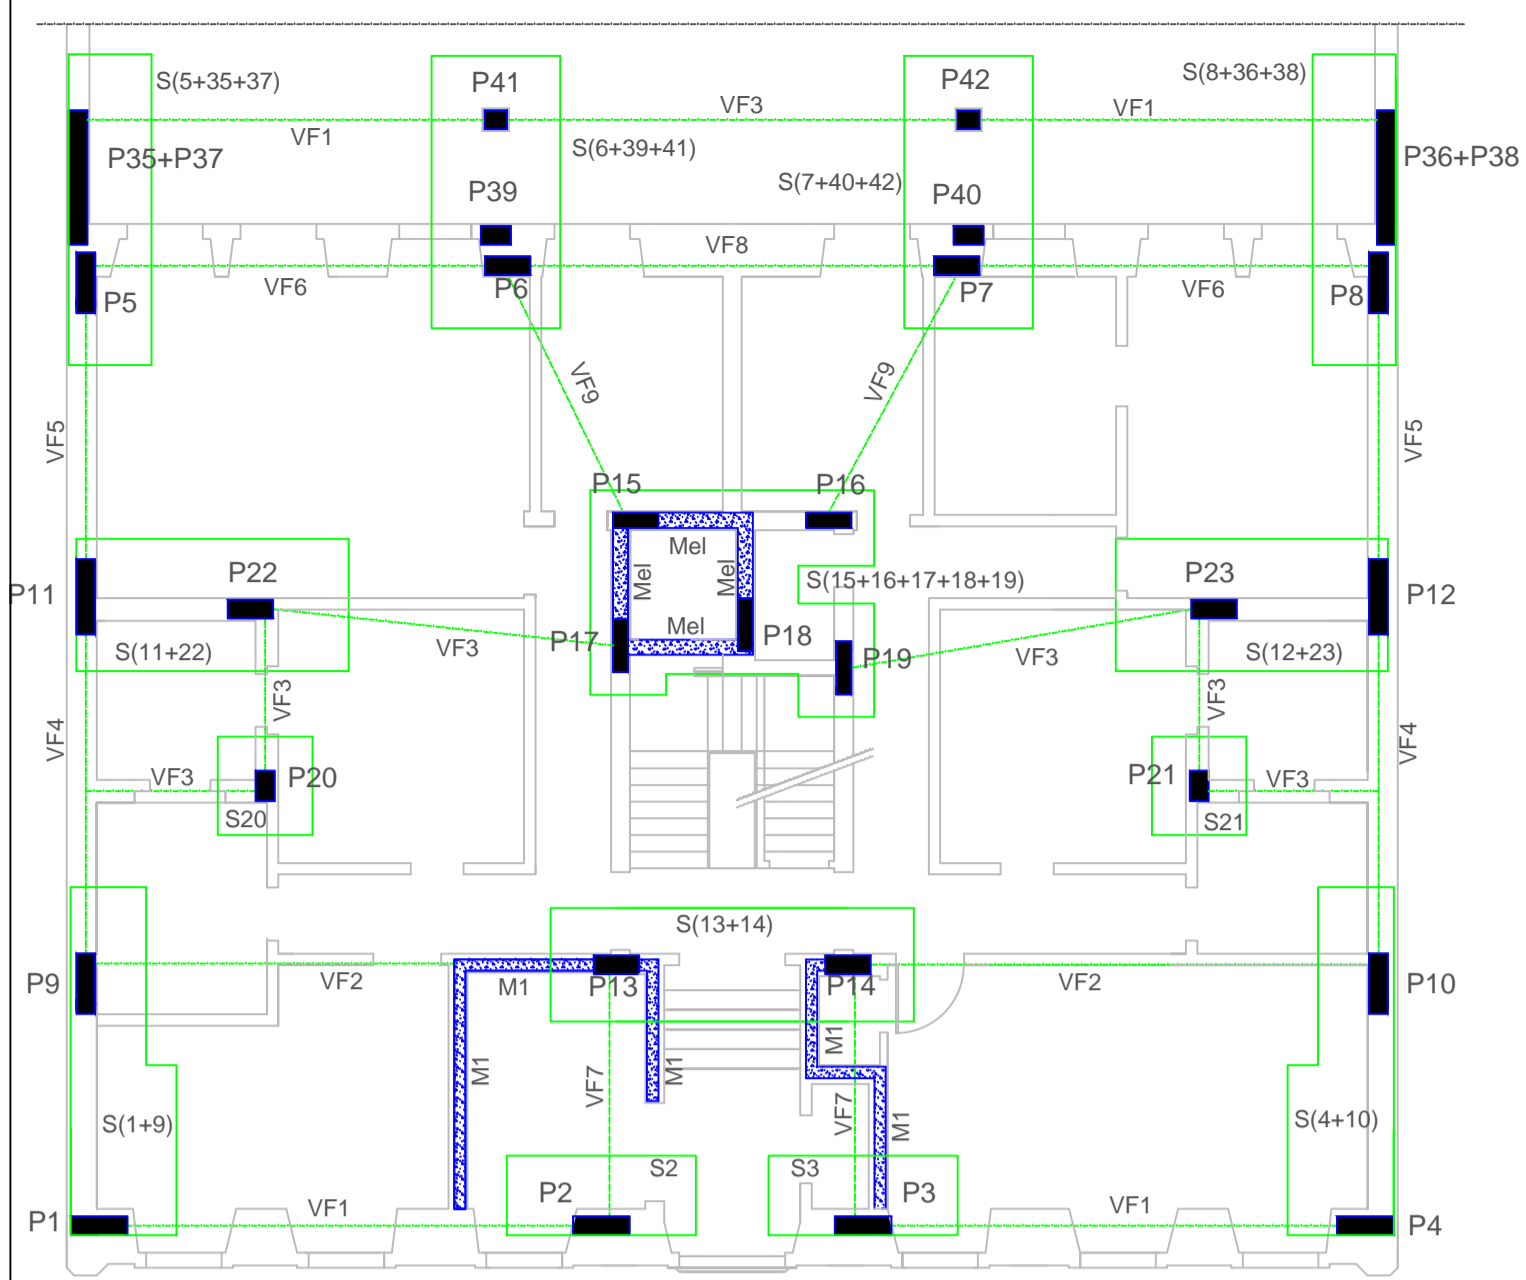 S(5+35+37)
P41
P42
S(8+36+38)
VF3
VF1
VF1
P35+P37
S(6+39+41)
P36+P38
S(7+40+42)
P39
P40
VF8
VF6
P6
P7
VF6
P5
P8
VF9
VF9
VF5
VF5
P15
P16
Mel
Mel
Mel
Mel
S(15+16+17+18+19)
P11
P22
P23
P12
P17
P18
VF3
P19
VF3
S(11+22)
S(12+23)
VF3
VF3
VF4
VF4
VF3
P20
P21
VF3
S20
S21
S(13+14)
P9
VF2
M1
P13
P14
VF2
P10
M1
M1
M1
VF7
VF7
M1
S(1+9)
S(4+10)
S2
S3
P2
P3
P1
VF1
VF1
P4